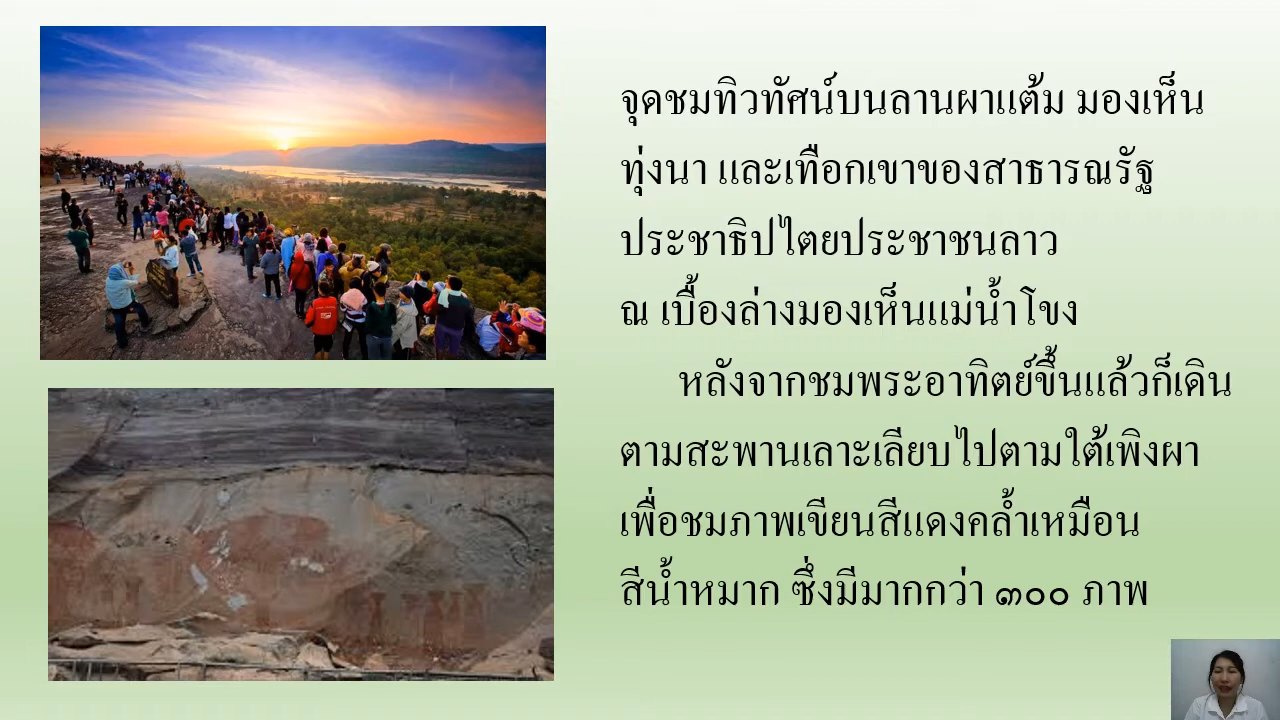 จุดชมทิวทัศน์บนลานผาแต้ม มองเห็น
ทุ่งนา และเทือกเขาของสาธารณรัฐ
ประชาธิปไตยประชาชนลาว
ณ เบื้องล่างมองเห็นแม่น้ำโขง
หลังจากชมพระอาทิตย์ขึ้นแล้วก็เดิน
ตามสะพานเลาะเลียบไปตามใต้เพิงผา
เพื่อชมภาพเขียนสีแดงคล้ำเหมือน
สีน้ำหมาก ซึ่งมีมากกว่า ๓๐๐ ภาพ